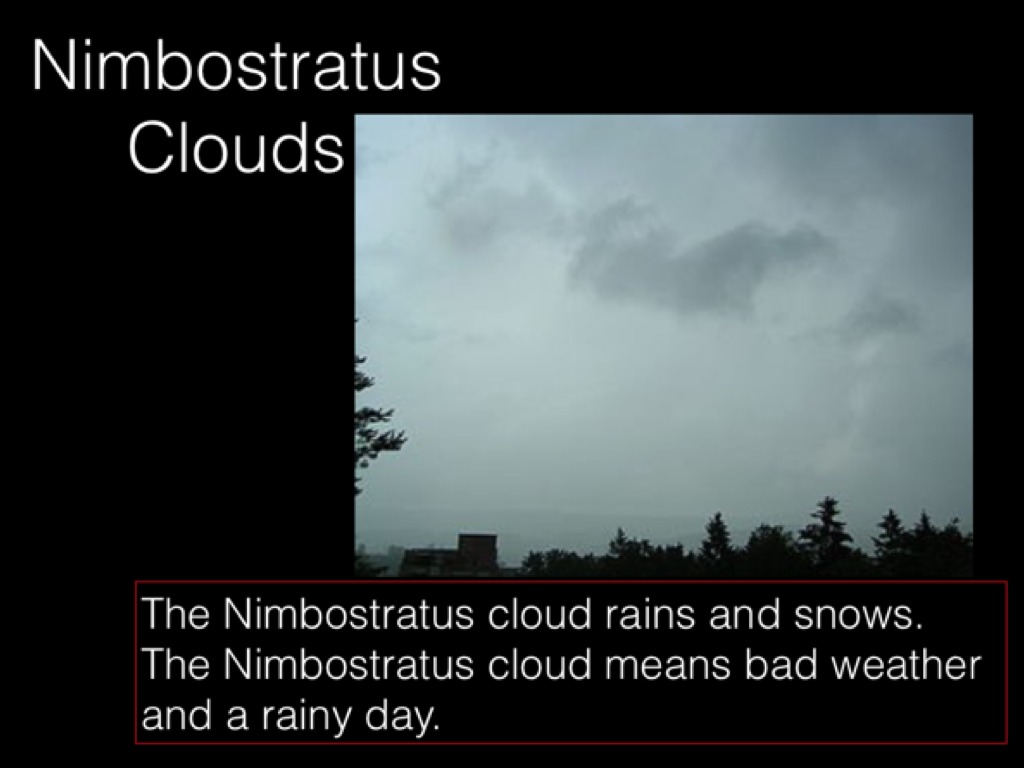 Nimbostratus
Clouds
The Nimbostratus cloud rains and snows.
The Nimbostratus cloud means bad weather
and a rainy day.